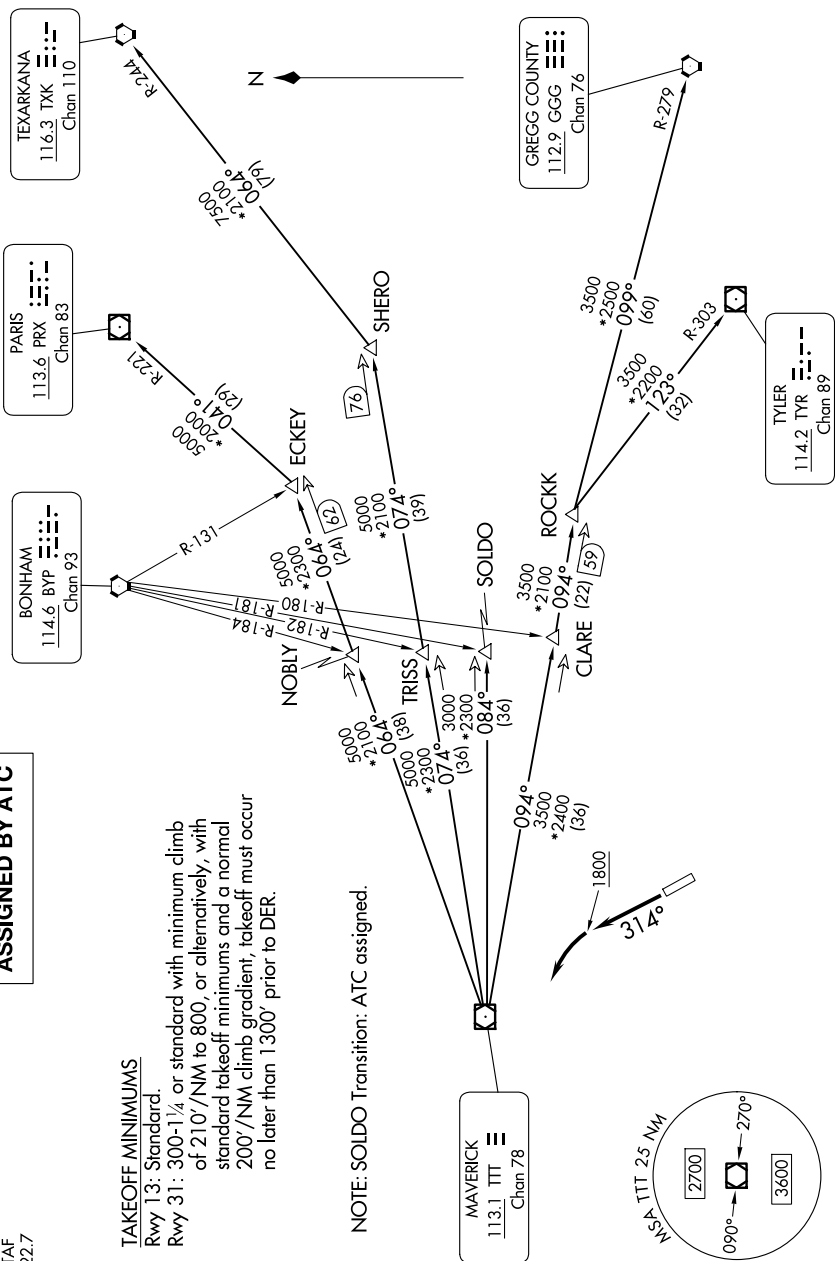 ASSIGNED BY ATC
22.7
TAKEOFF MINIMUMS
Rwy 13: Standard.
Rwy 31: 300-1¼ or standard with minimum climb
of 210'/NM to 800, or alternatively, with
standard takeoff minimums and a normal
200'/NM climb gradient, takeoff must occur
no later than 1300' prior to DER.
NOTE: SOLDO Transition: ATC assigned.
BONHAM
114.6 BYP
Chan 93
PARIS
113.6 PRX
Chan 83
TEXARKANA
116.3 TXK
Chan 110
N
R-244
7500
*2100
064°
(79)
R-221
5000
*2000
041°
(29)
R-131
R-184
R-182
R-181
R-180
ECKEY
SHERO
NOBLY
TRISS
SOLDO
CLARE
ROCKK
62
76
59
5000
*2300
064°
(24)
5000
*2100
074°
(39)
5000
*2100
064°
(38)
5000
*2300
074°
(36)
3000
*2300
084°
(36)
094°
3500
*2400
(36)
3500
*2100
094°
(22)
3500
*2500
099°
(60)
R-279
3500
*2200
123°
(32)
R-303
GREGG COUNTY
112.9 GGG
Chan 76
TYLER
114.2 TYR
Chan 89
MAVERICK
113.1 TTT
Chan 78
1800
314°
MSA TTT 25 NM
2700
090°
270°
3600